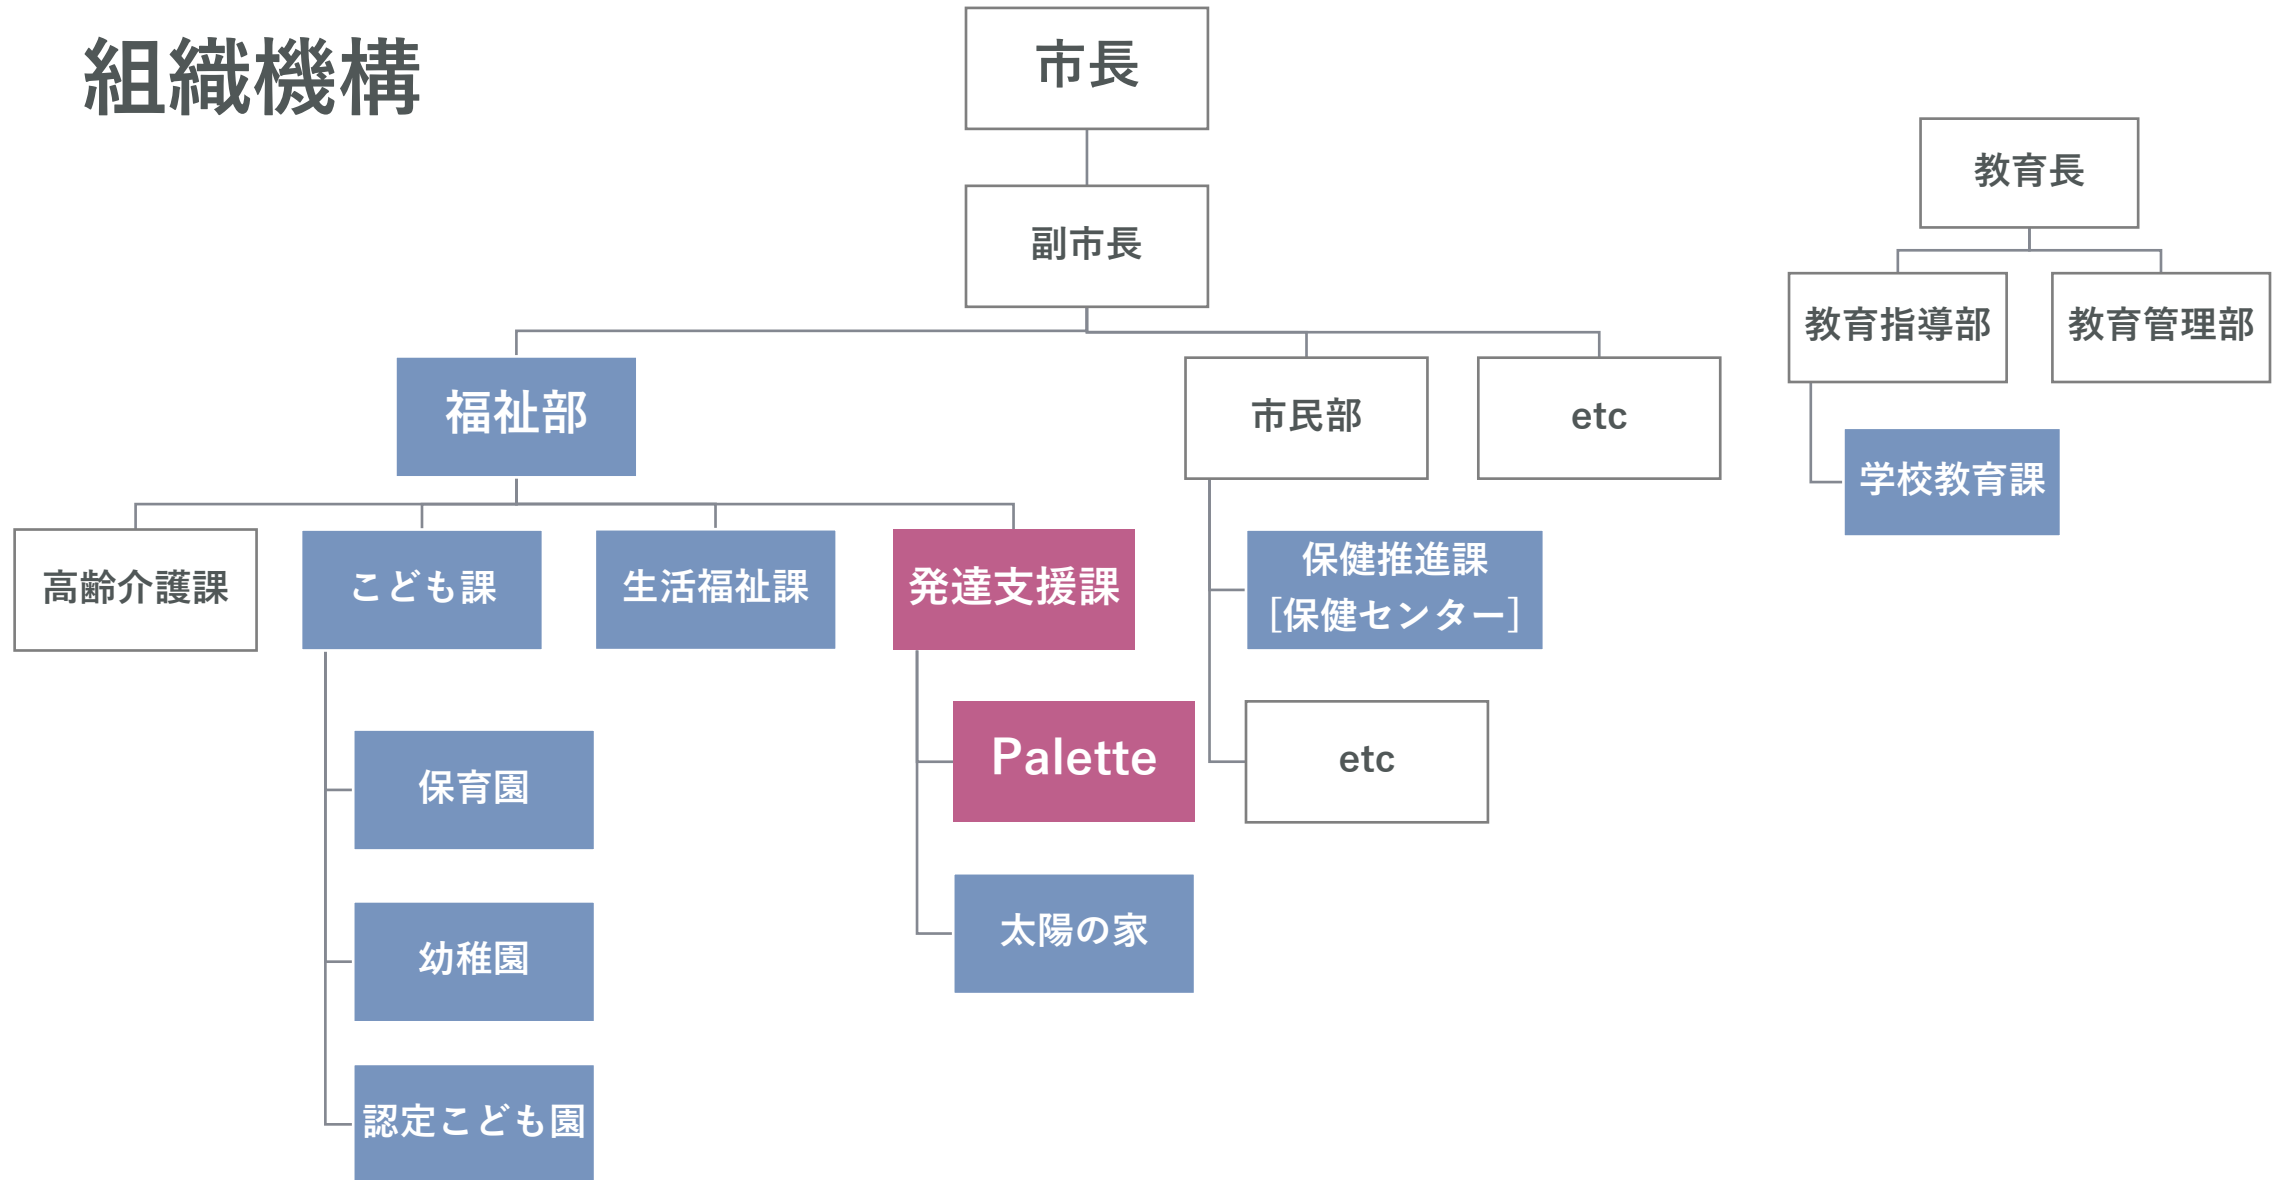 組織機構
市長
副市長
福祉部
市民部
etc
高齢介護課
こども課
生活福祉課
発達支援課
保健推進課
[保健センター]
保育園
幼稚園
認定こども園
Palette
太陽の家
etc
教育長
教育指導部
教育管理部
学校教育課